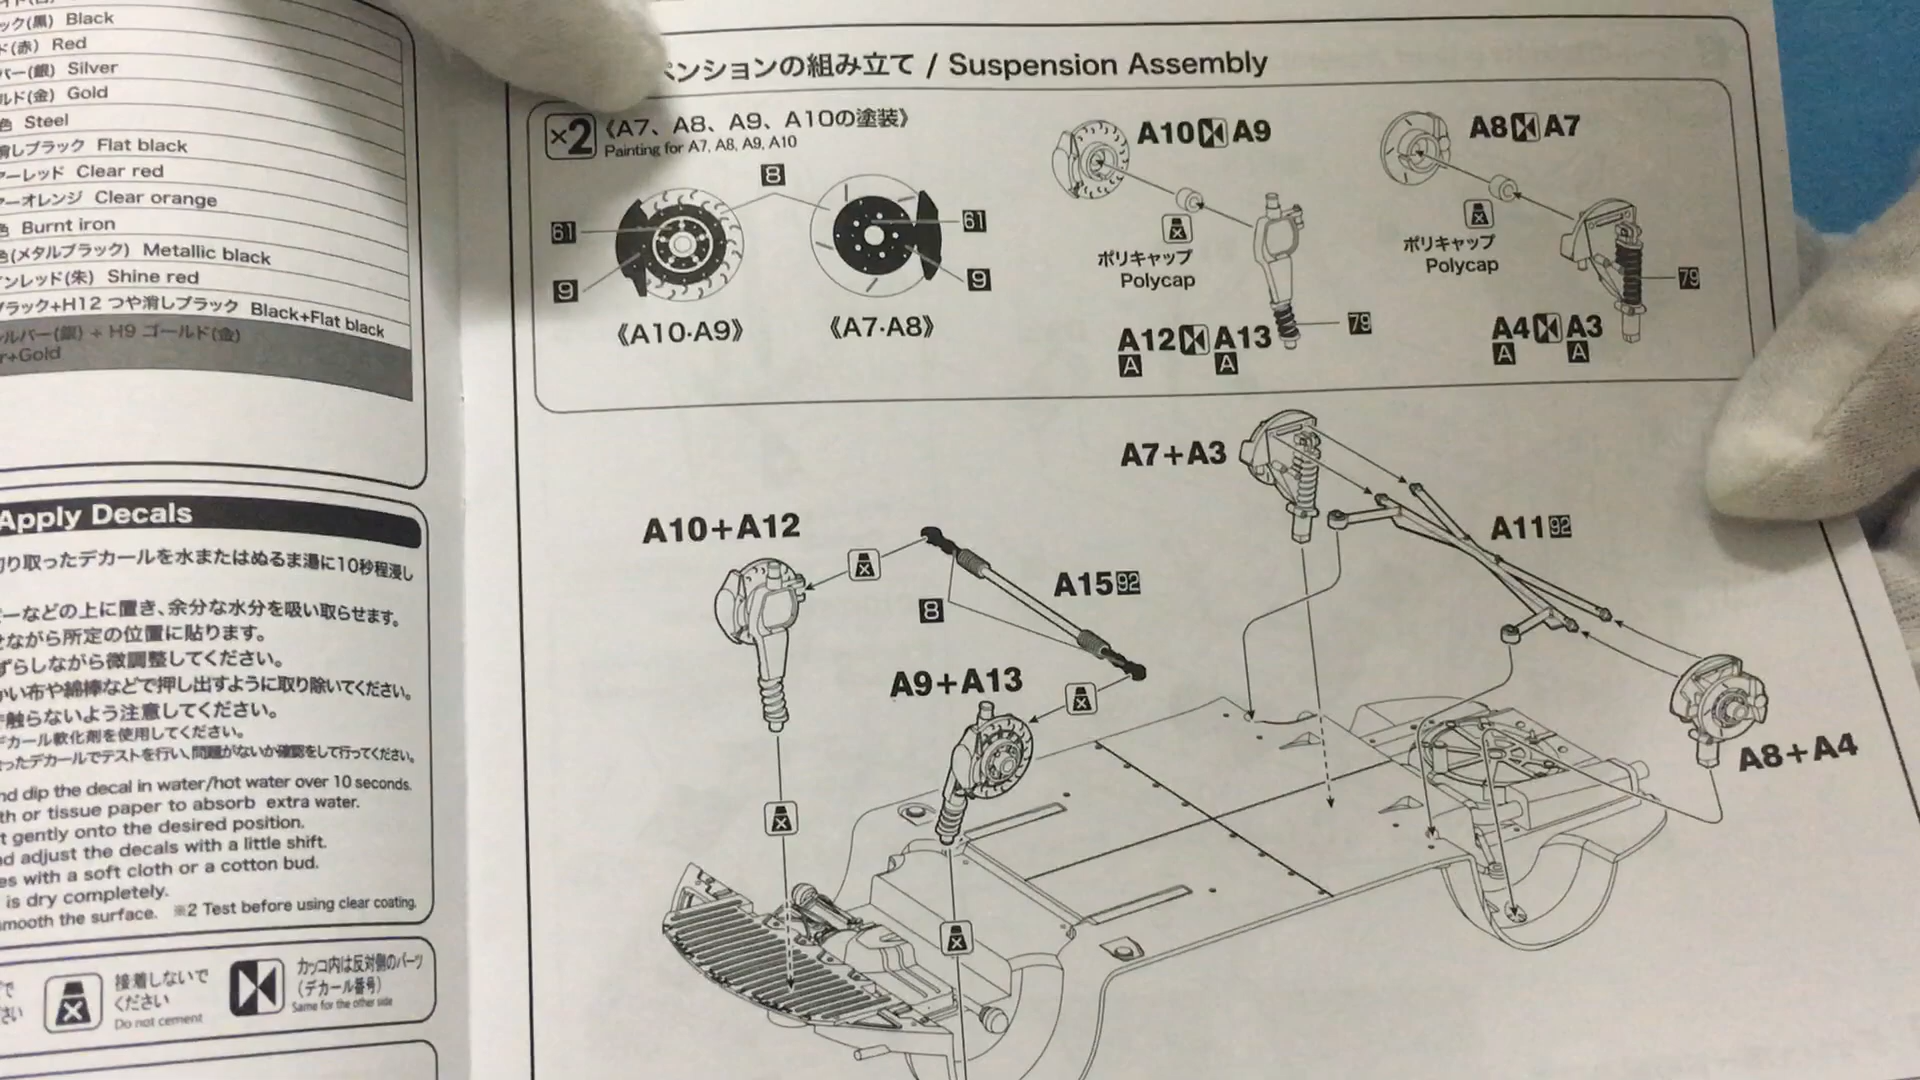 ック(黒) Black
ド(赤) Red
バー(銀) Silver
ルド(金) Gold
色 Steel
消しブラック Flat black
アーレッド Clear red
アーオレンジ Clear orange
色 Burnt iron
色(メタルブラック) Metallic black
インレッド(朱) Shine red
ブラック+H12 つや消しブラック Black+Flat black
ルバー(銀) + H9 ゴールド(金)
r+Gold
Apply Decals
り取ったデカールを水またはぬるま湯に10秒程浸し
ーなどの上に置き、余分な水分を吸い取らせます。
せながら所定の位置に貼ります。
ずらしながら微調整してください。
かい布や綿棒などで押し出すように取り除いてください。
で触らないよう注意してください。
デカール軟化剤を使用してください。
ったデカールでテストを行い、問題がないか確認をして行ってください。
nd dip the decal in water/hot water over 10 seconds.
th or tissue paper to absorb extra water.
t gently onto the desired position.
nd adjust the decals with a little shift.
es with a soft cloth or a cotton bud.
is dry completely.
smooth the surface. ※2 Test before using clear coating.
で
さい
接着しないで
ください
Do not cement
カッコ内は反対側のパーツ
(デカール番号)
Same for the other side
ペンションの組み立て / Suspension Assembly
×2
《A7、A8、A9、A10の塗装》
Painting for A7, A8, A9, A10
8
61
9
61
9
《A10·A9》
《A7·A8》
A10 A9
ポリキャップ
Polycap
79
A12 A13
A A
A8 A7
ポリキャップ
Polycap
79
A4 A3
A A
A7+A3
A11 92
A10+A12
A15 92
8
A9+A13
A8+A4